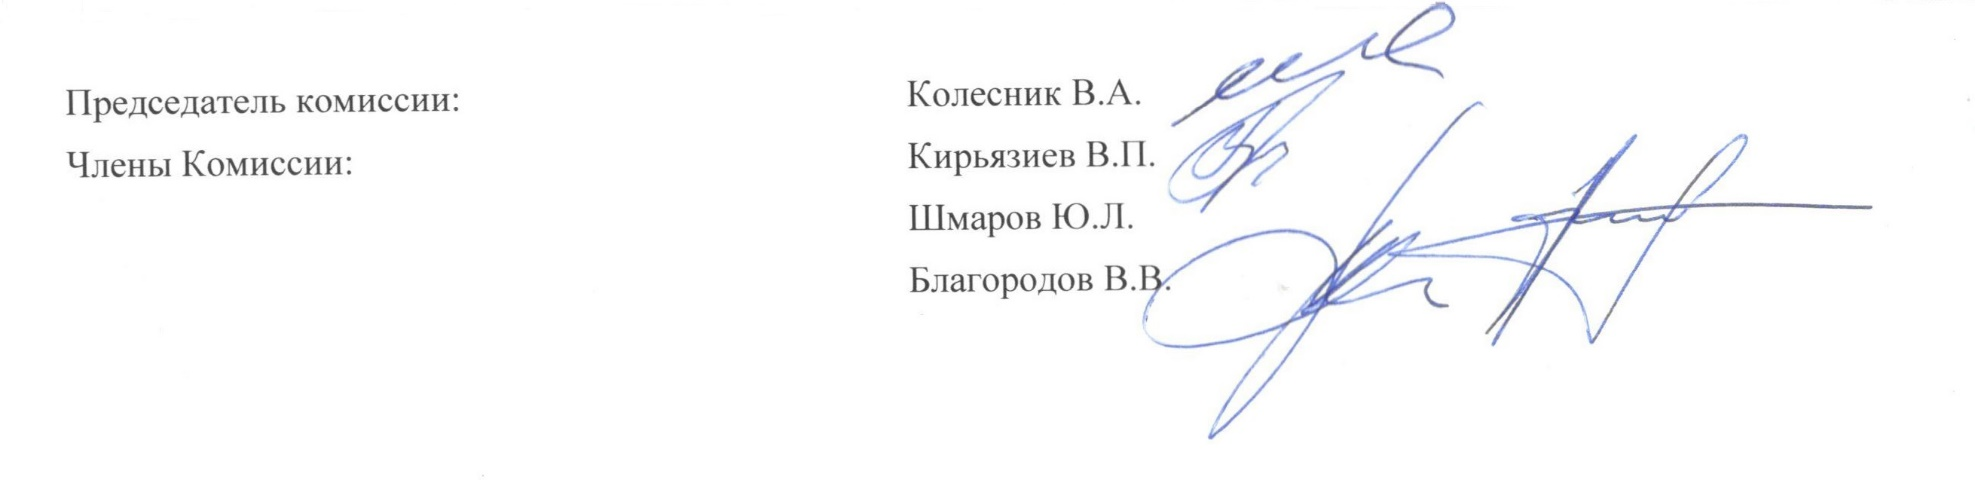 Председатель комиссии: Колесник В.А.
Члены Комиссии: Кирьязиев В.П.
Шмаров Ю.Л.
Благородов В.В.